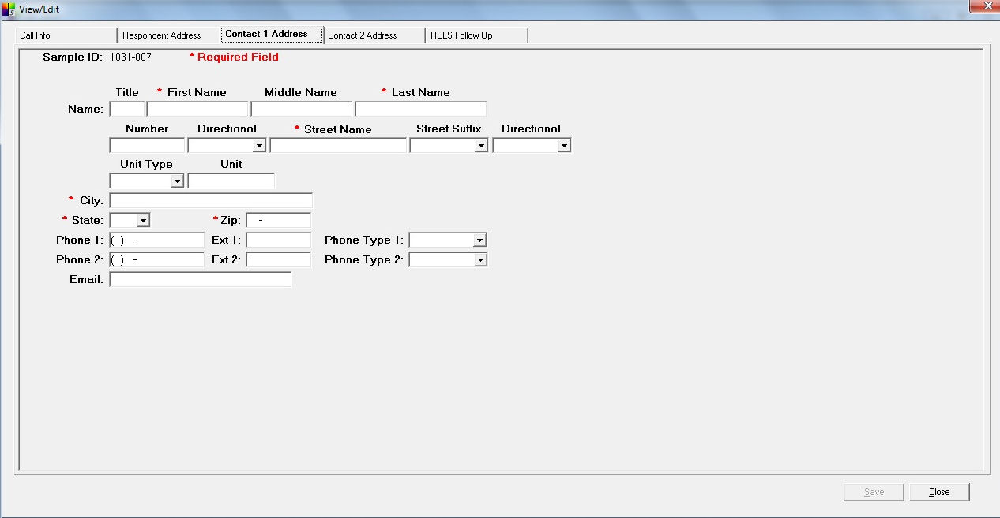 View/Edit
Call Info Respondent Address Contact 1 Address Contact 2 Address RCLS Follow Up
Sample ID: 1031-007 * Required Field
Title * First Name Middle Name * Last Name
Name:
Number Directional * Street Name Street Suffix Directional
Unit Type Unit
* City:
* State: * Zip: -
Phone 1: ( ) - Ext 1: Phone Type 1:
Phone 2: ( ) - Ext 2: Phone Type 2:
Email:
Save Close